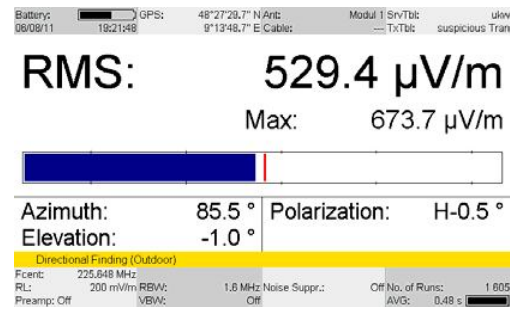 Battery: GPS: 48°27'29.7" N Ant: Modul 1 SrvTbl: ukw
06/08/11 19:21:48 9°13'48.7" E Cable: --- TxTbl: suspicious Tran
RMS: 529.4 µV/m
Max: 673.7 µV/m
Azimuth: 85.5 ° Polarization: H-0.5 °
Elevation: -1.0 °
Directional Finding (Outdoor)
Fcent: 225.648 MHz
RL: 200 mV/m RBW: 1.6 MHz Noise Suppr.: Off No. of Runs: 1 605
Preamp: Off VBW: Off AVG: 0.48 s